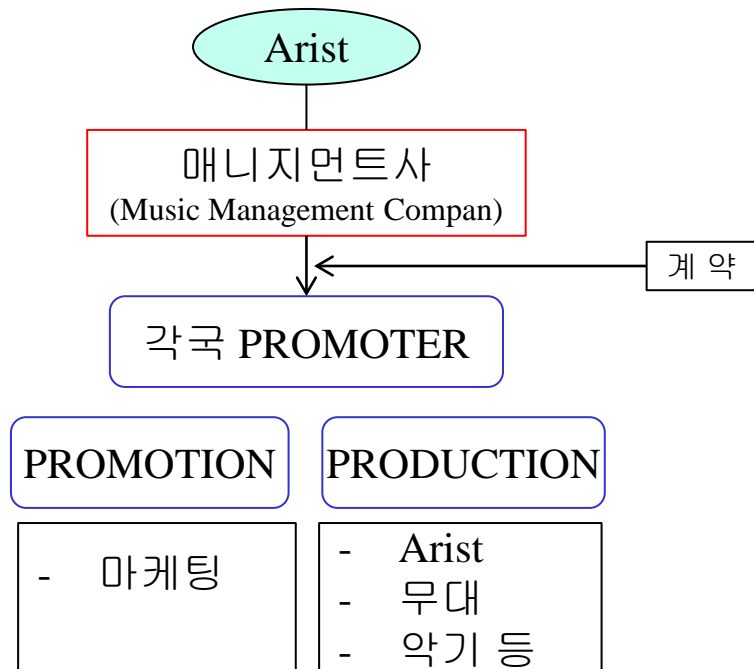 Arist
매니지먼트사
(Music Management Compan)
계 약
각국 PROMOTER
PROMOTION
PRODUCTION
- 마케팅
- Arist
- 무대
- 악기 등